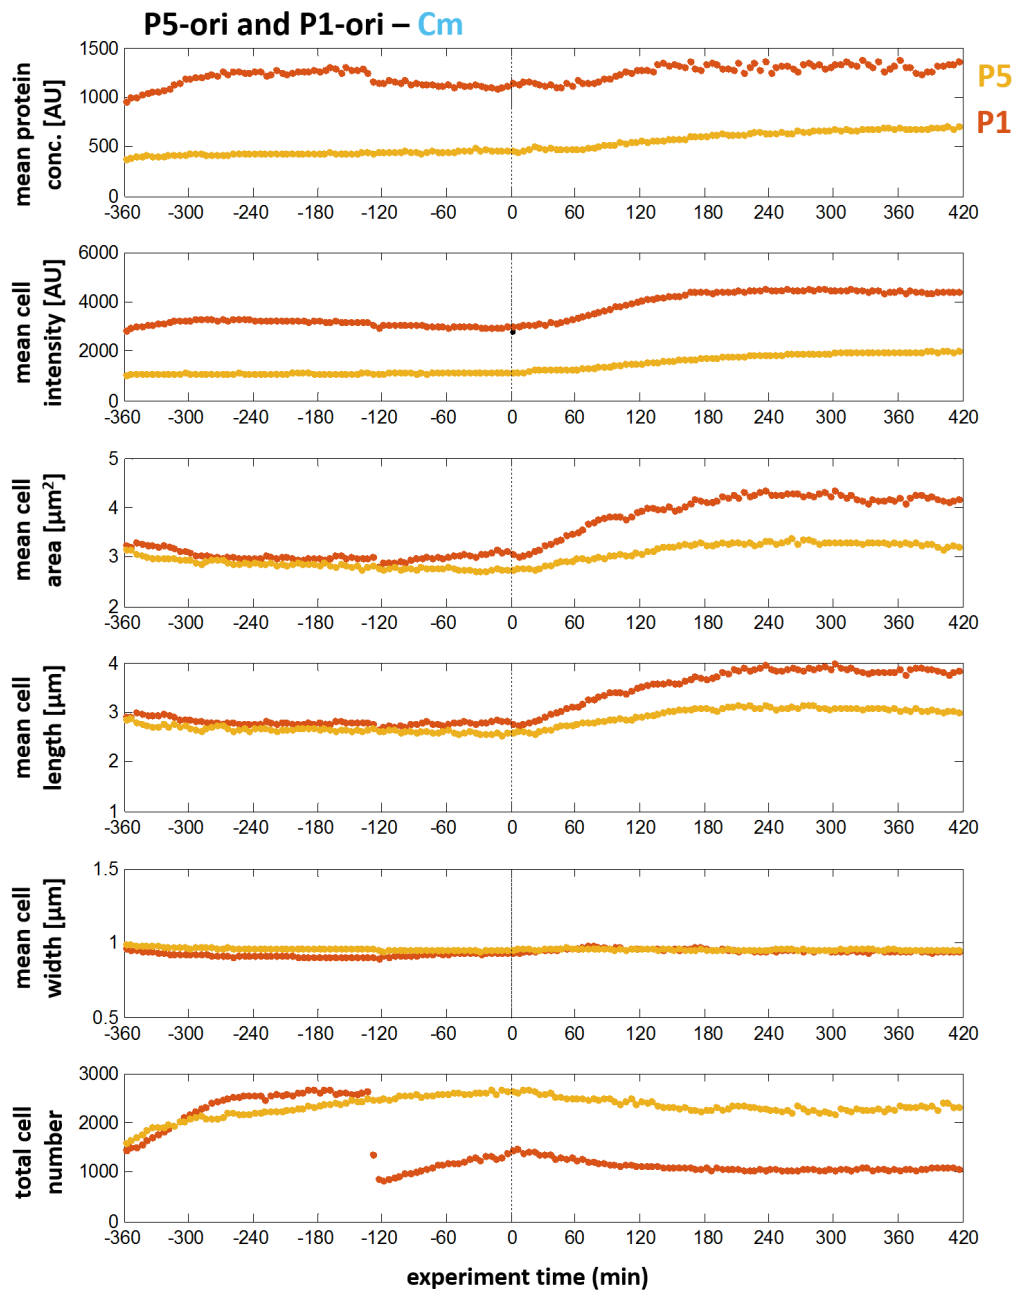 P5-ori and P1-ori – Cm
P5
P1
mean protein
conc. [AU]
1500
1000
500
0
-360 -300 -240 -180 -120 -60 0 60 120 180 240 300 360 420
mean cell
intensity [AU]
6000
4000
2000
0
-360 -300 -240 -180 -120 -60 0 60 120 180 240 300 360 420
mean cell
area [µm²]
5
4
3
2
-360 -300 -240 -180 -120 -60 0 60 120 180 240 300 360 420
mean cell
length [µm]
4
3
2
1
-360 -300 -240 -180 -120 -60 0 60 120 180 240 300 360 420
mean cell
width [µm]
1.5
1
0.5
-360 -300 -240 -180 -120 -60 0 60 120 180 240 300 360 420
total cell
number
3000
2000
1000
0
-360 -300 -240 -180 -120 -60 0 60 120 180 240 300 360 420
experiment time (min)